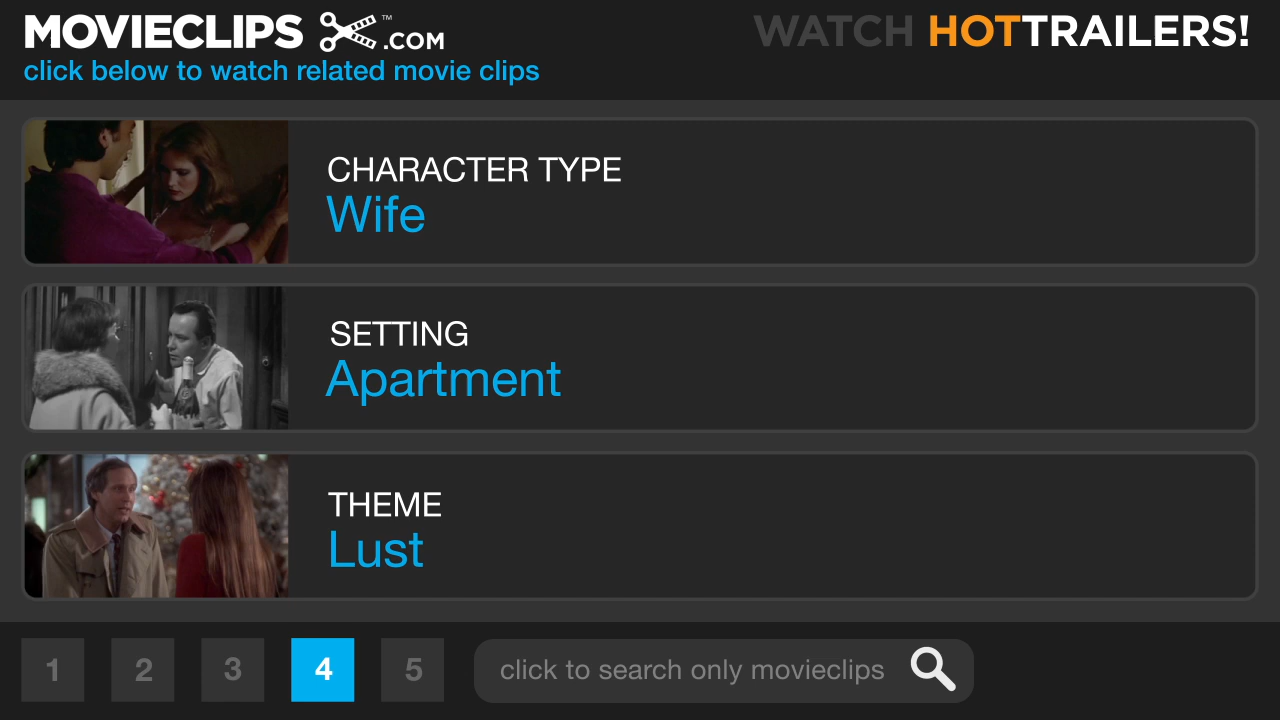 MOVIECLIPS ™ .COM
WATCH HOTTRAILERS!
click below to watch related movie clips
CHARACTER TYPE
Wife
SETTING
Apartment
THEME
Lust
1 2 3 4 5 click to search only movieclips